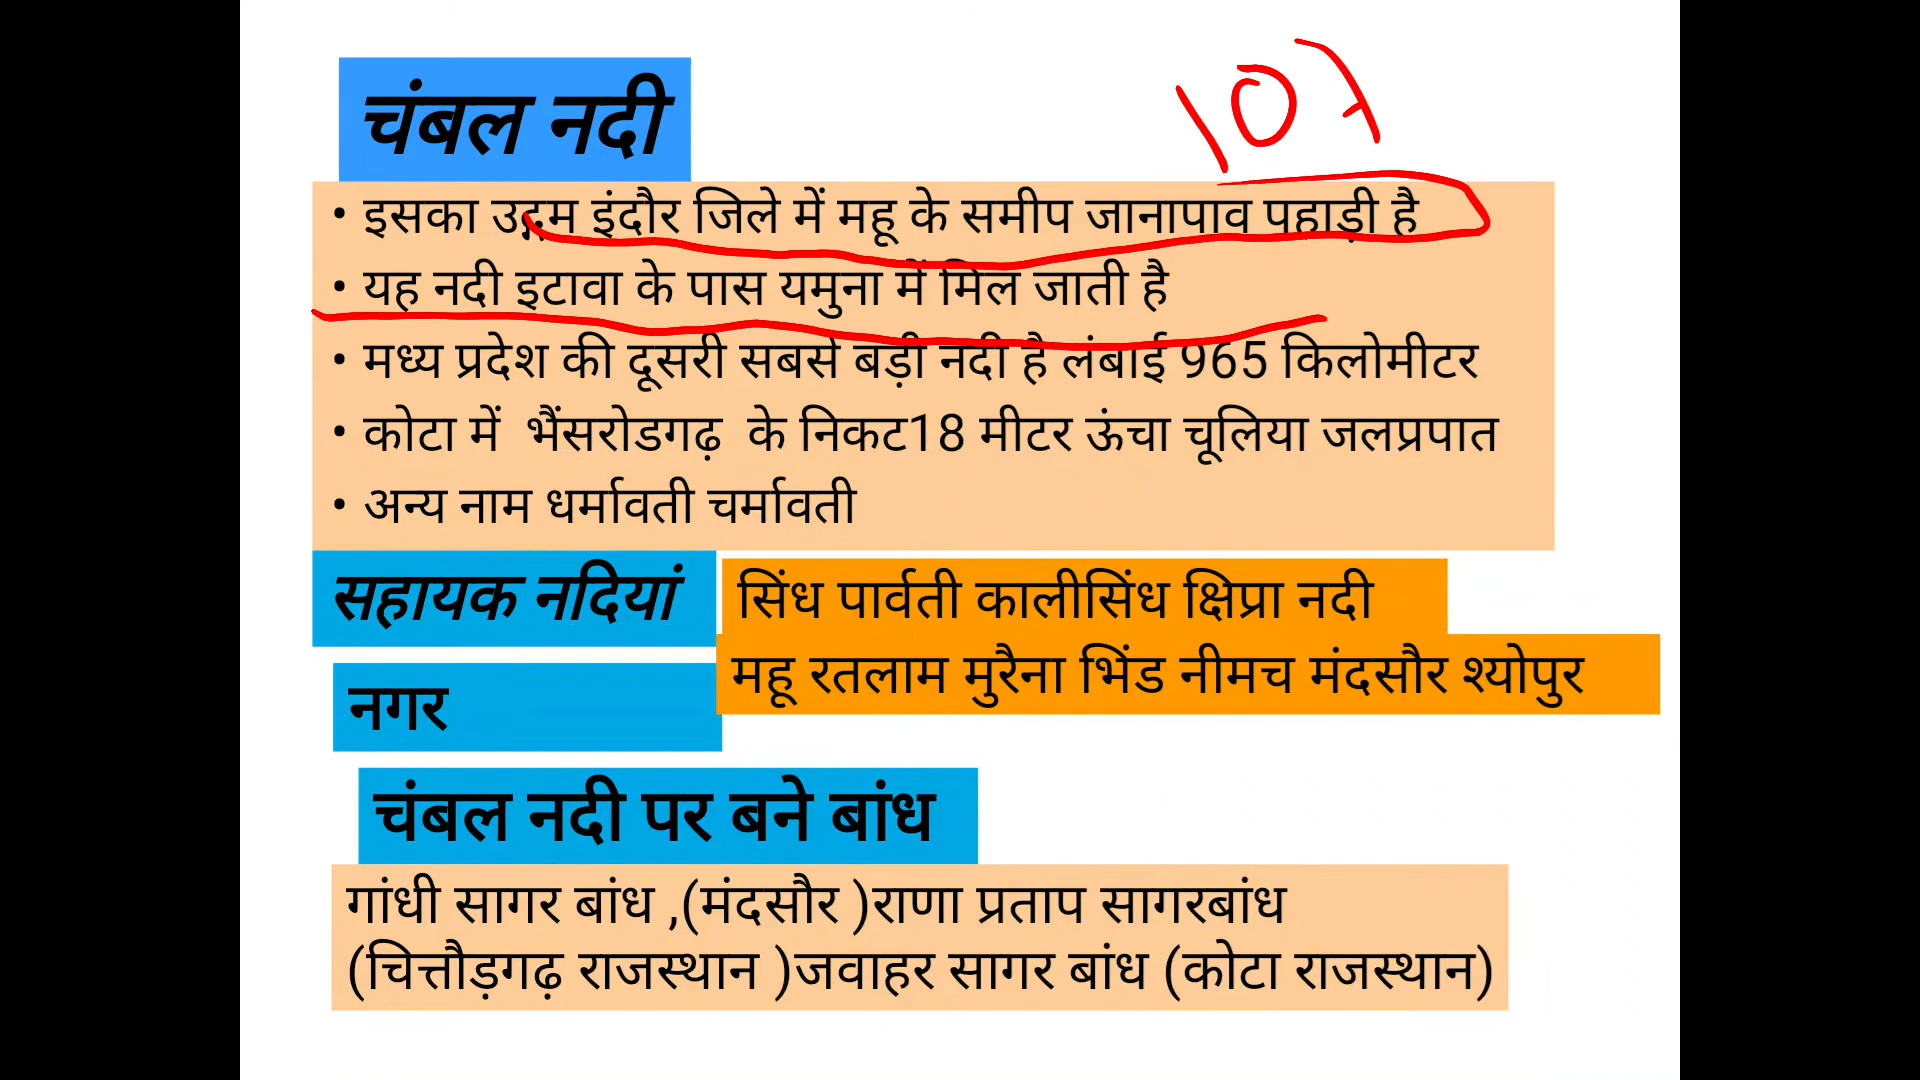 चंबल नदी
• इसका उद्गम इंदौर जिले में महू के समीप जानापाव पहाड़ी है
• यह नदी इटावा के पास यमुना में मिल जाती है
• मध्य प्रदेश की दूसरी सबसे बड़ी नदी है लंबाई 965 किलोमीटर
• कोटा में भैंसरोडगढ़ के निकट18 मीटर ऊंचा चूलिया जलप्रपात
• अन्य नाम धर्मावती चर्मावती
सहायक नदियां
सिंध पार्वती कालीसिंध क्षिप्रा नदी
नगर
महू रतलाम मुरैना भिंड नीमच मंदसौर श्योपुर
चंबल नदी पर बने बांध
गांधी सागर बांध ,(मंदसौर )राणा प्रताप सागरबांध
(चित्तौड़गढ़ राजस्थान )जवाहर सागर बांध (कोटा राजस्थान)